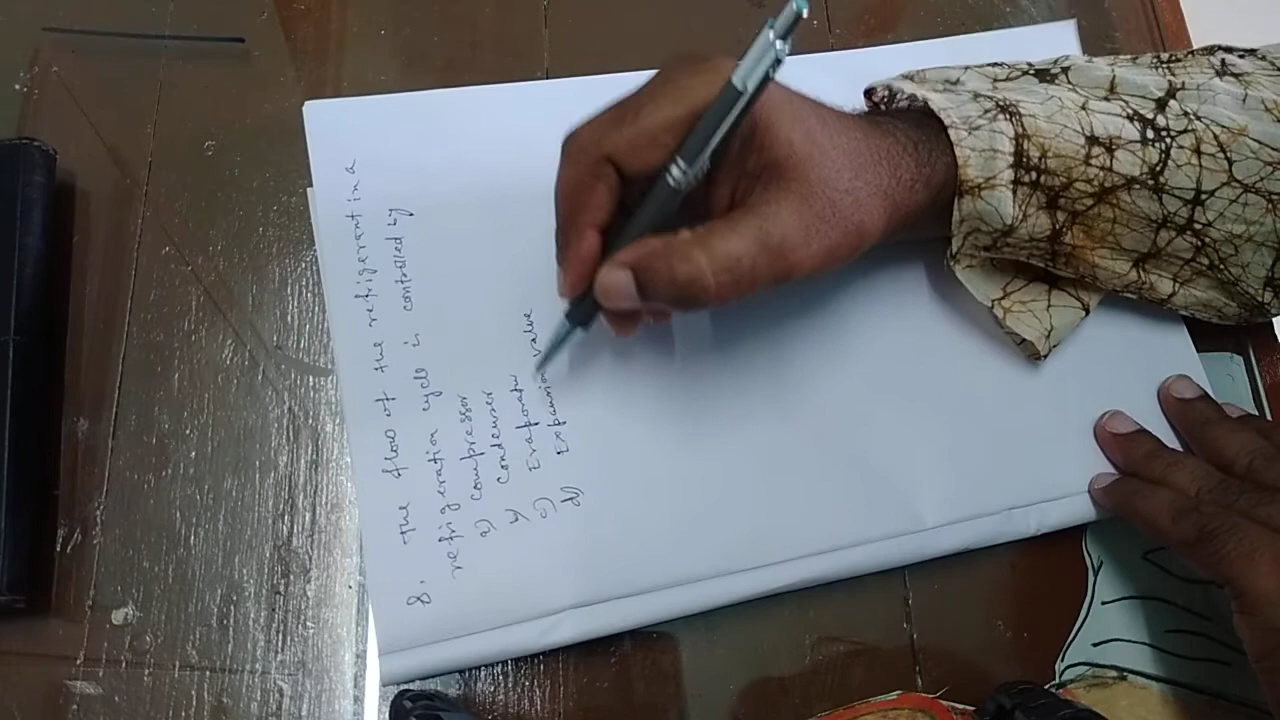 8. The flow of the refrigerant in a
refrigeration cycle is controlled by
a) compressor
b) Condenser
c) Evaporator
d) Expansion valve